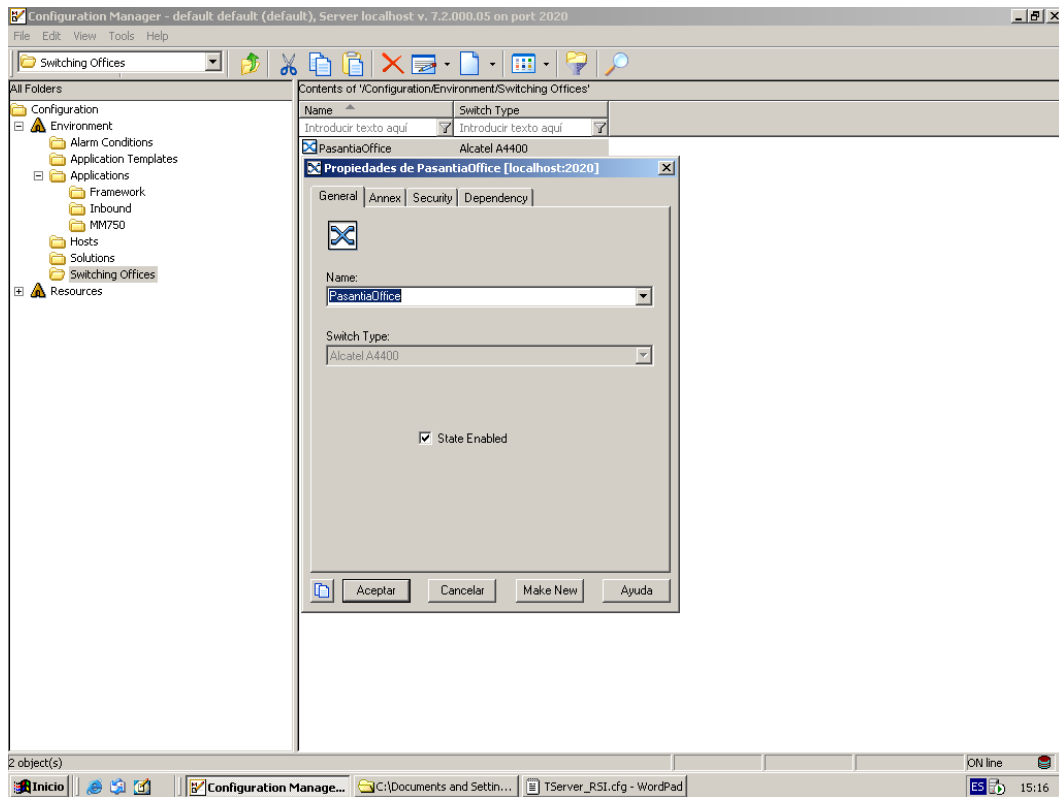 Configuration Manager - default default (default), Server localhost v. 7.2.000.05 on port 2020
File Edit View Tools Help
Switching Offices
All Folders
Contents of '/Configuration/Environment/Switching Offices'
Configuration
Environment
Alarm Conditions
Application Templates
Applications
Framework
Inbound
MM750
Hosts
Solutions
Switching Offices
Resources
Name Switch Type
Introducir texto aquí Introducir texto aquí
PasantiaOffice Alcatel A4400
Propiedades de PasantiaOffice [localhost:2020]
General Annex Security Dependency
Name:
PasantiaOffice
Switch Type:
Alcatel A4400
State Enabled
Aceptar Cancelar Make New Ayuda
2 object(s) ON line
Inicio Configuration Manage... C:\Documents and Settin... TServer_RSI.cfg - WordPad ES 15:16